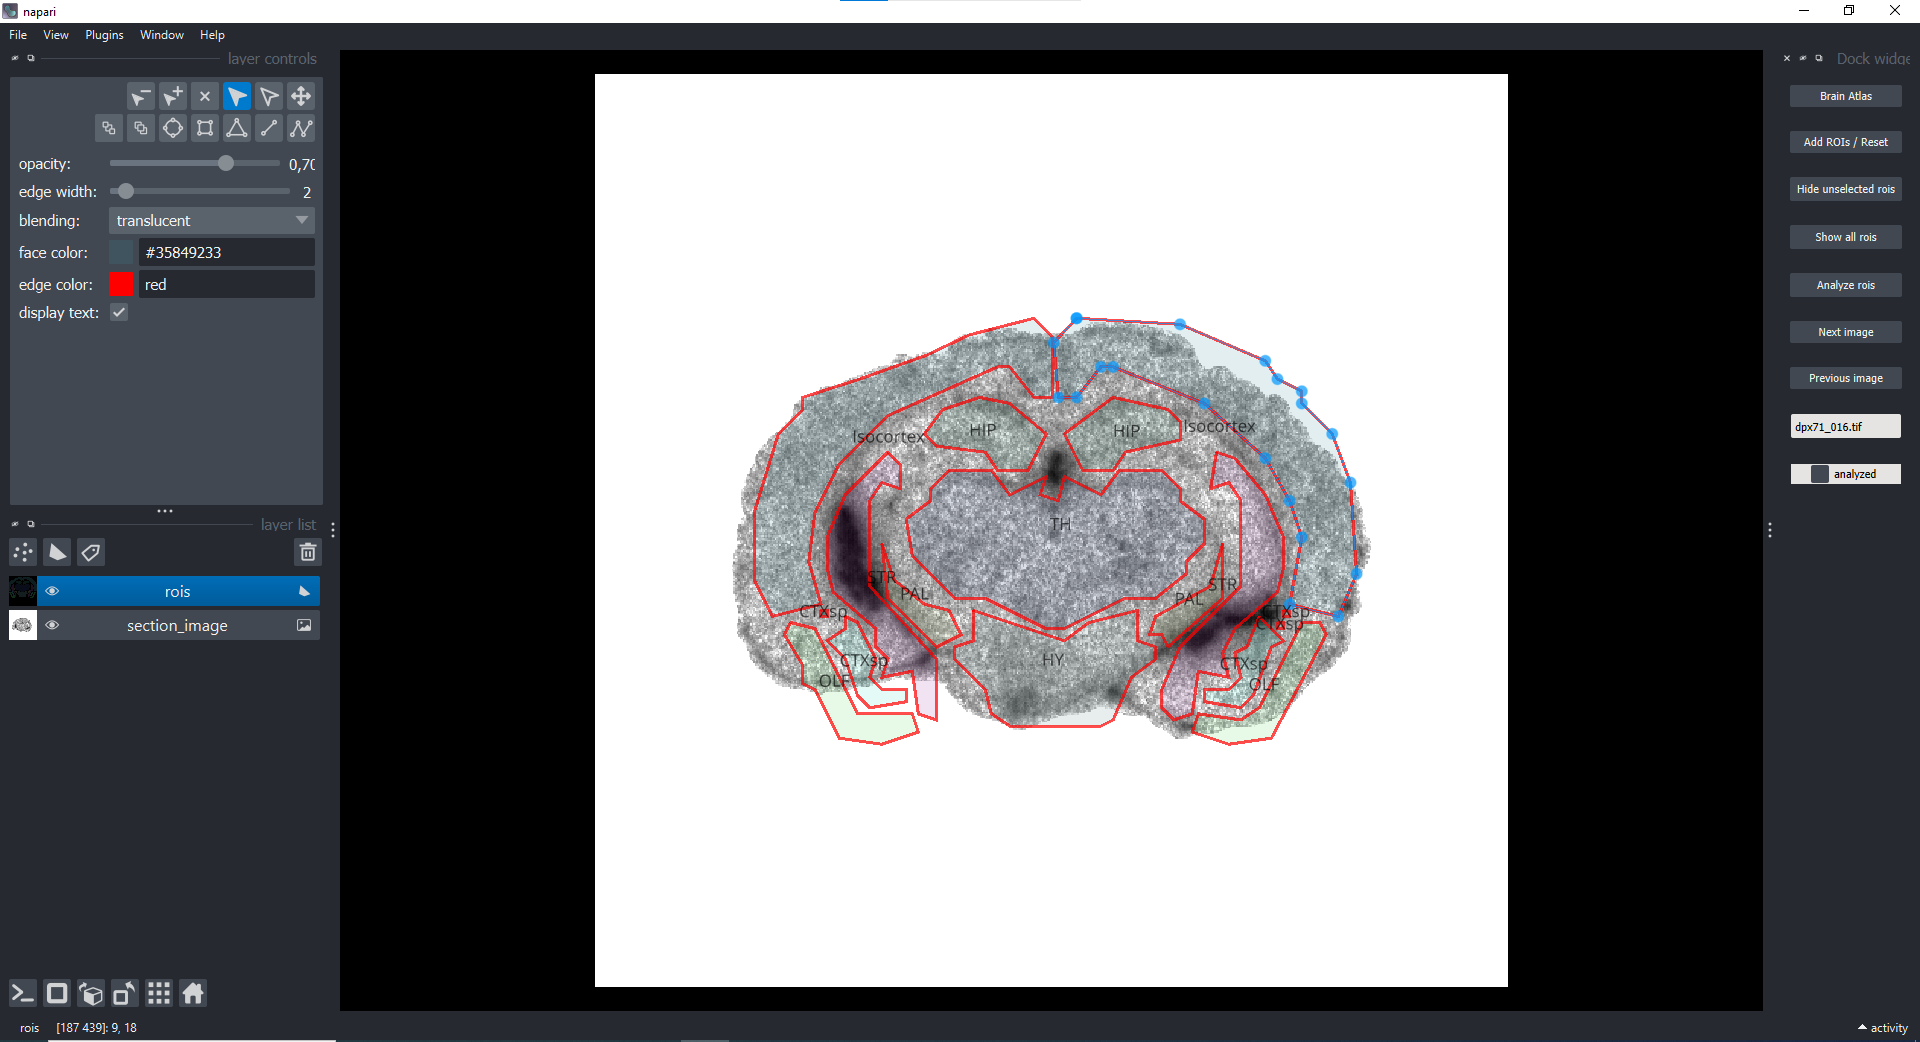 napari
File View Plugins Window Help
layer controls
opacity: 0,70
edge width: 2
blending: translucent
face color: #35849233
edge color: red
display text:
layer list
rois
section_image
rois [187 439]: 9, 18
Isocortex
HIP
HIP
Isocortex
TH
STR
PAL
STR
PAL
CTXsp
CTXsp
CTXsp
CTXsp
HY
CTXsp
OLF
OLF
Dock widge
Brain Atlas
Add ROIs / Reset
Hide unselected rois
Show all rois
Analyze rois
Next image
Previous image
dpx71_016.tif
analyzed
activity